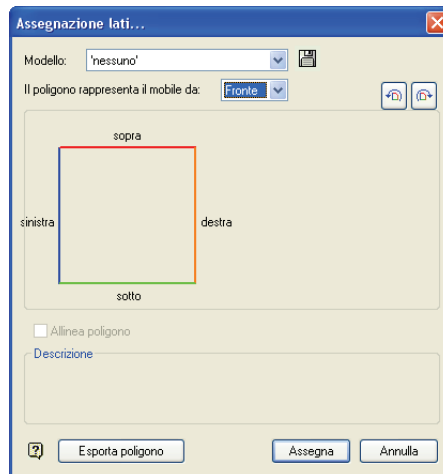 Assegnazione lati...
Modello: 'nessuno'
Il poligono rappresenta il mobile da: Fronte
sopra
sinistra destra
sotto
Allinea poligono
Descrizione
Esporta poligono Assegna Annulla